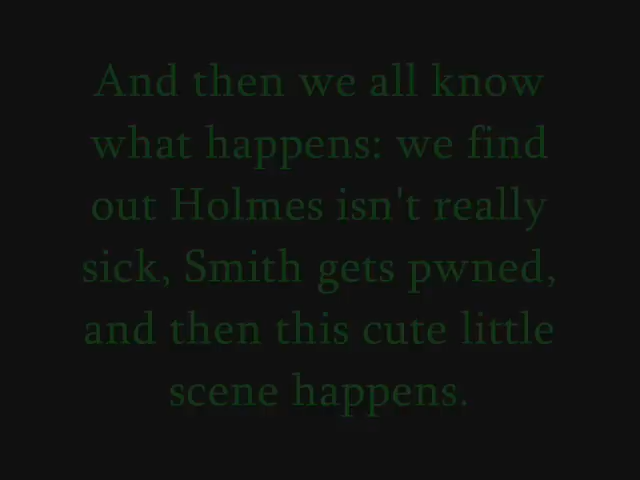 And then we all know
what happens: we find
out Holmes isn't really
sick, Smith gets pwned,
and then this cute little
scene happens.